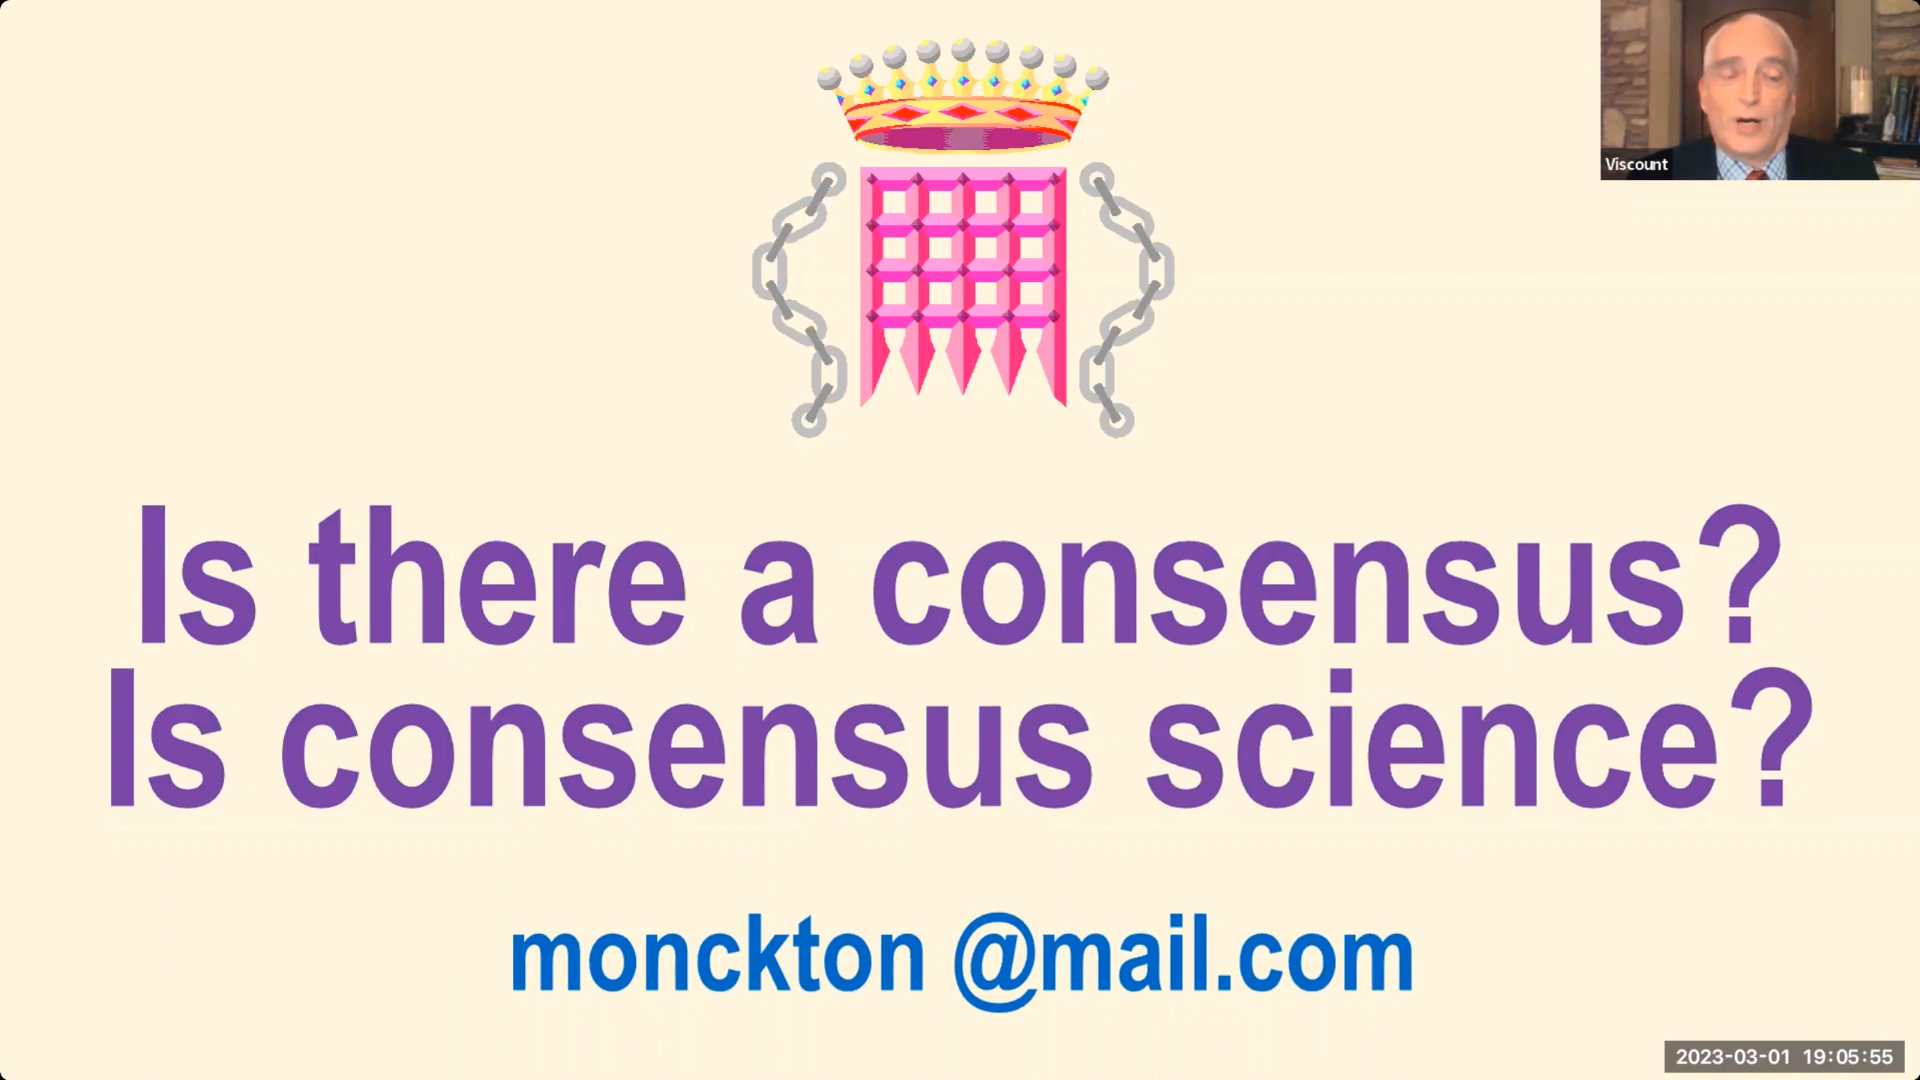 Viscount
Is there a consensus?
Is consensus science?
monckton @mail.com
2023-03-01 19:05:55